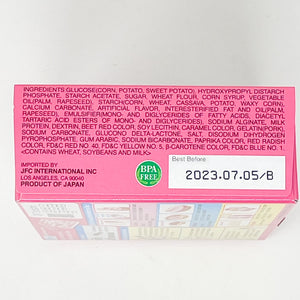 INGREDIENTS:GLUCOSE(CORN, POTATO, SWEET POTATO), HYDROXYPROPYL DISTARCH
PHOSPHATE, STARCH ACETATE, SUGAR, WHEAT FLOUR, CORN SYRUP, VEGETABLE
OIL(PALM, RAPESEED), STARCH(CORN, WHEAT, CASSAVA, POTATO, WAXY CORN),
CALCIUM CARBONATE, ARTIFICIAL FLAVOR, INTERESTERIFIED FAT AND OIL(PALM,
RAPESEED), EMULSIFIER(MONO- AND DIGLYCERIDES OF FATTY ACIDS, DIACETYL
TARTARIC ACID ESTERS OF MONO- AND DIGLYCERIDES), SODIUM ALGINATE, MILK
PROTEIN, DEXTRIN, BEET RED COLOR, SOY LECITHIN, CARAMEL COLOR, GELATIN(PORK),
SODIUM CARBONATE, GLUCONO DELTA-LACTONE, SALT, DISODIUM DIHYDROGEN
PYROPHOSPHATE, GUM ARABIC, SODIUM BICARBONATE, PAPRIKA COLOR, RED RADISH
COLOR, FD&C RED NO. 40, FD&C YELLOW NO. 5, β-CAROTENE COLOR, FD&C BLUE NO. 1.
<CONTAINS WHEAT, SOYBEANS AND MILK>
IMPORTED BY
JFC INTERNATIONAL INC
LOS ANGELES, CA 90040
PRODUCT OF JAPAN
BPA
FREE
Best Before
2023.07.05/B